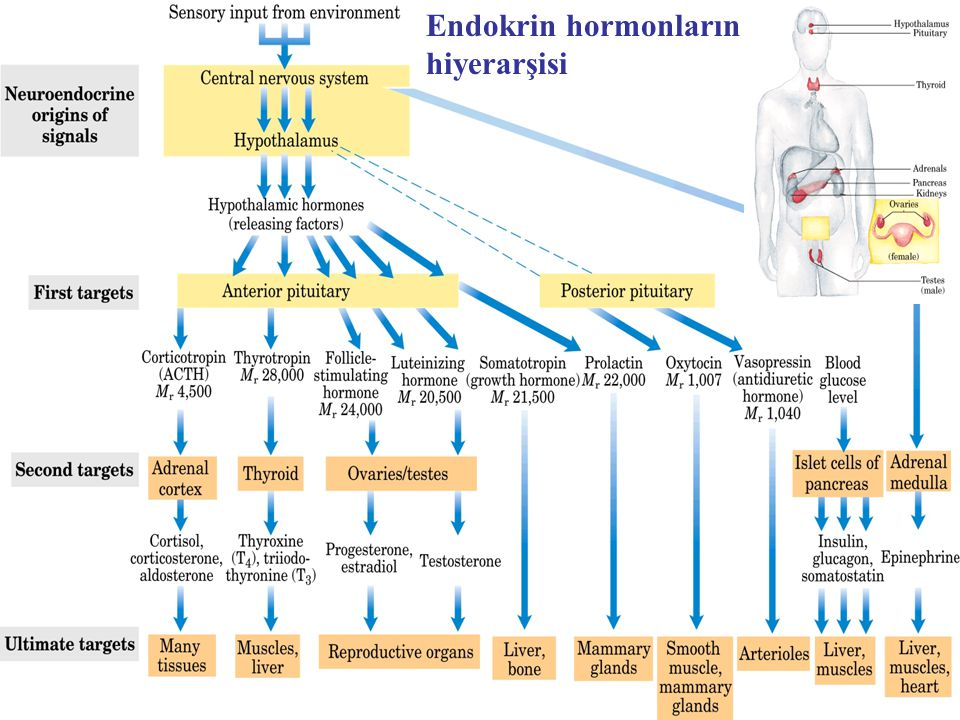 Sensory input from environment
Endokrin hormonların
hiyerarşisi
Neuroendocrine
origins of
signals
Central nervous system
Hypothalamus
Hypothalamic hormones
(releasing factors)
Hypothalamus
Pituitary
Thyroid
Adrenals
Pancreas
Kidneys
Ovaries
(female)
Testes
(male)
First targets
Anterior pituitary
Posterior pituitary
Corticotropin
(ACTH)
Mr 4,500
Thyrotropin
Mr 28,000
Follicle-
stimulating
hormone
Mr 24,000
Luteinizing
hormone
Mr 20,500
Somatotropin
(growth hormone)
Mr 21,500
Prolactin
Mr 22,000
Oxytocin
Mr 1,007
Vasopressin
(antidiuretic
hormone)
Mr 1,040
Blood
glucose
level
Second targets
Adrenal
cortex
Thyroid
Ovaries/testes
Islet cells of
pancreas
Adrenal
medulla
Cortisol,
corticosterone,
aldosterone
Thyroxine
(T4), triiodo-
thyronine (T3)
Progesterone,
estradiol
Testosterone
Insulin,
glucagon,
somatostatin
Epinephrine
Ultimate targets
Many
tissues
Muscles,
liver
Reproductive organs
Liver,
bone
Mammary
glands
Smooth
muscle,
mammary
glands
Arterioles
Liver,
muscles
Liver,
muscles,
heart